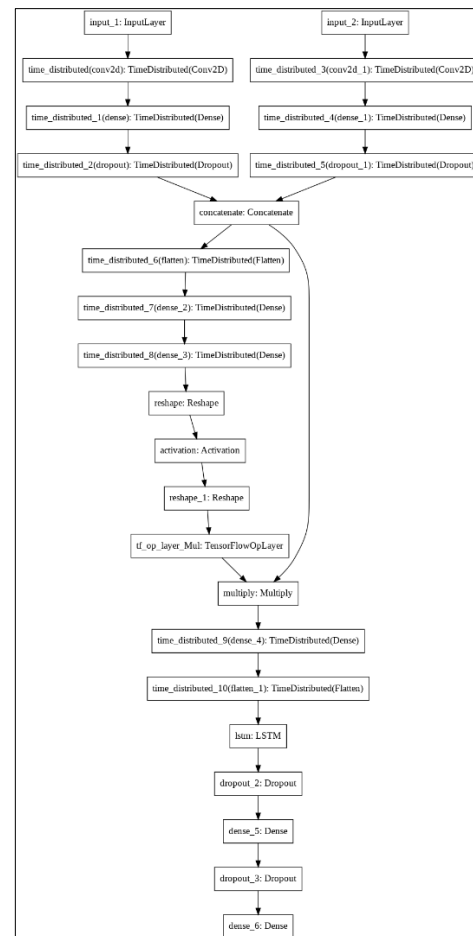 input_1: InputLayer
input_2: InputLayer
time_distributed(conv2d): TimeDistributed(Conv2D)
time_distributed_3(conv2d_1): TimeDistributed(Conv2D)
time_distributed_1(dense): TimeDistributed(Dense)
time_distributed_4(dense_1): TimeDistributed(Dense)
time_distributed_2(dropout): TimeDistributed(Dropout)
time_distributed_5(dropout_1): TimeDistributed(Dropout)
concatenate: Concatenate
time_distributed_6(flatten): TimeDistributed(Flatten)
time_distributed_7(dense_2): TimeDistributed(Dense)
time_distributed_8(dense_3): TimeDistributed(Dense)
reshape: Reshape
activation: Activation
reshape_1: Reshape
tf_op_layer_Mul: TensorFlowOpLayer
multiply: Multiply
time_distributed_9(dense_4): TimeDistributed(Dense)
time_distributed_10(flatten_1): TimeDistributed(Flatten)
lstm: LSTM
dropout_2: Dropout
dense_5: Dense
dropout_3: Dropout
dense_6: Dense